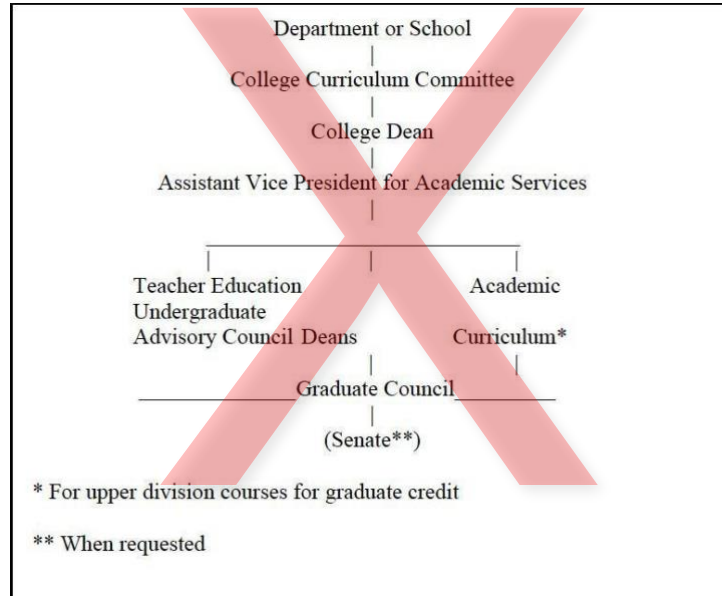 Department or School
College Curriculum Committee
College Dean
Assistant Vice President for Academic Services
Teacher Education Academic
Undergraduate
Advisory Council Deans Curriculum*
Graduate Council
(Senate**)
* For upper division courses for graduate credit
** When requested